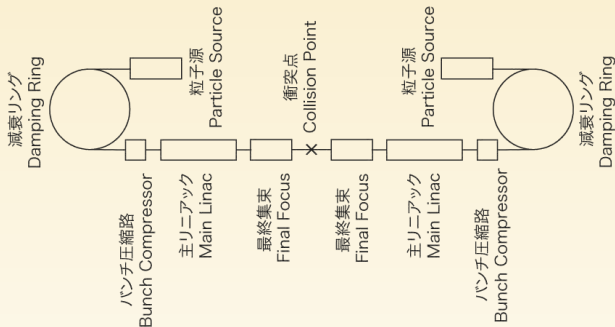 減衰リング
Damping Ring
粒子源
Particle Source
衝突点
Collision Point
粒子源
Particle Source
減衰リング
Damping Ring
バンチ圧縮路
Bunch Compressor
主リニアック
Main Linac
最終集束
Final Focus
最終集束
Final Focus
主リニアック
Main Linac
バンチ圧縮路
Bunch Compressor